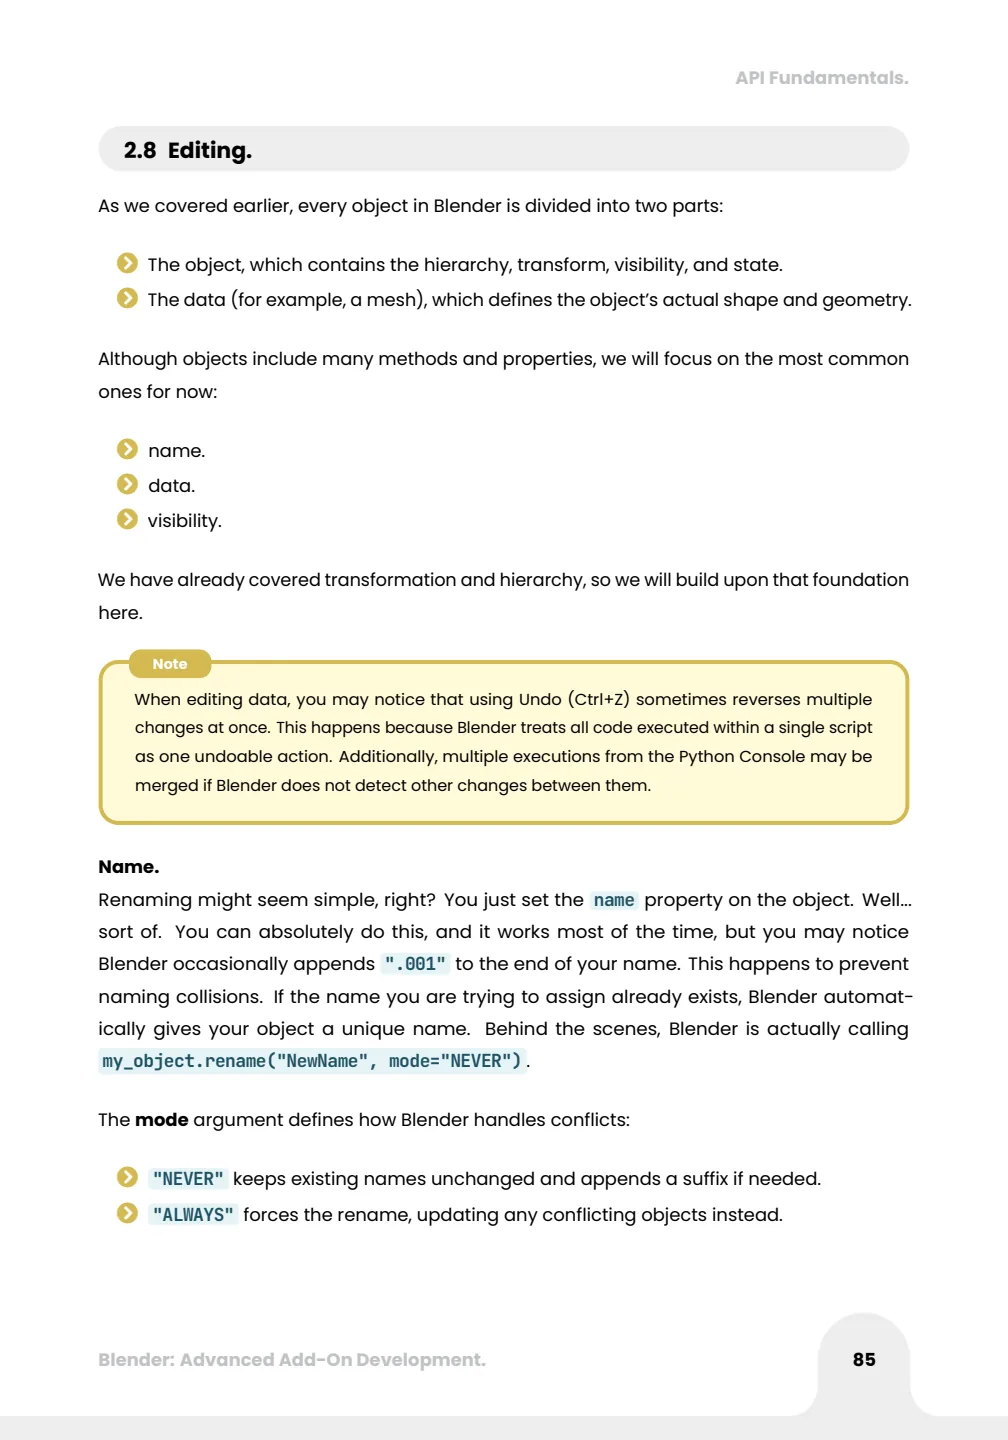 API Fundamentals.
2.8 Editing.
As we covered earlier, every object in Blender is divided into two parts:
The object, which contains the hierarchy, transform, visibility, and state.
The data (for example, a mesh), which defines the object's actual shape and geometry.
Although objects include many methods and properties, we will focus on the most common
ones for now:
name.
data.
visibility.
We have already covered transformation and hierarchy, so we will build upon that foundation
here.
Note
When editing data, you may notice that using Undo (Ctrl+Z) sometimes reverses multiple
changes at once. This happens because Blender treats all code executed within a single script
as one undoable action. Additionally, multiple executions from the Python Console may be
merged if Blender does not detect other changes between them.
Name.
Renaming might seem simple, right? You just set the name property on the object. Well...
sort of. You can absolutely do this, and it works most of the time, but you may notice
Blender occasionally appends ".001" to the end of your name. This happens to prevent
naming collisions. If the name you are trying to assign already exists, Blender automat-
ically gives your object a unique name. Behind the scenes, Blender is actually calling
my_object.rename("NewName", mode="NEVER").
The mode argument defines how Blender handles conflicts:
"NEVER" keeps existing names unchanged and appends a suffix if needed.
"ALWAYS" forces the rename, updating any conflicting objects instead.
Blender: Advanced Add-On Development.
85